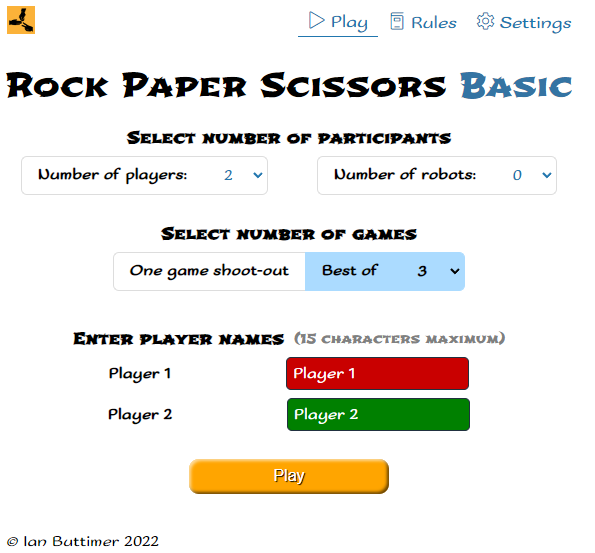 Play Rules Settings
Rock Paper Scissors Basic
Select number of participants
Number of players: 2 Number of robots: 0
Select number of games
One game shoot-out Best of 3
Enter player names (15 characters maximum)
Player 1 Player 1
Player 2 Player 2
Play
© Ian Buttimer 2022